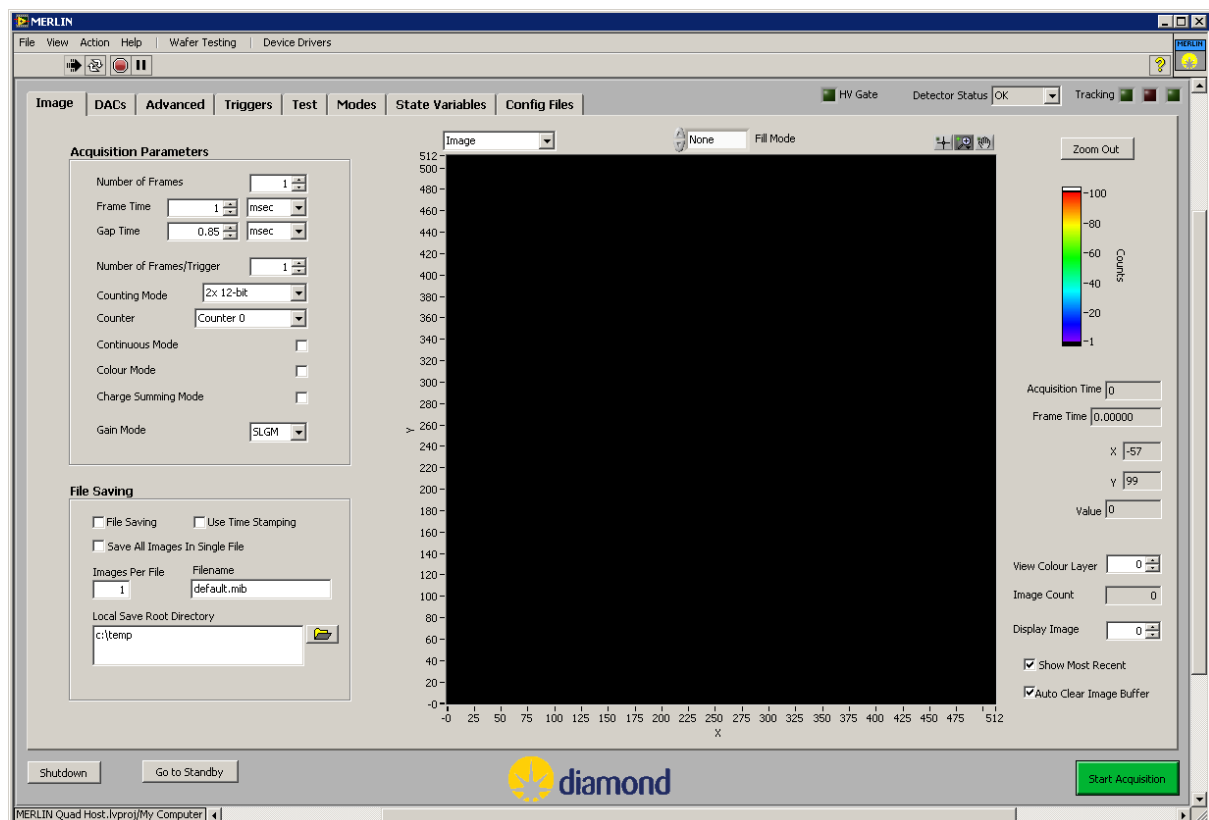 MERLIN
File View Action Help | Wafer Testing | Device Drivers
MERLIN
Image DACs Advanced Triggers Test Modes State Variables Config Files
HV Gate Detector Status OK Tracking
Image None Fill Mode
Zoom Out
Acquisition Parameters
Number of Frames 1
Frame Time 1 msec
Gap Time 0.85 msec
Number of Frames/Trigger 1
Counting Mode 2x 12-bit
Counter Counter 0
Continuous Mode
Colour Mode
Charge Summing Mode
Gain Mode SLGM
File Saving
File Saving Use Time Stamping
Save All Images In Single File
Images Per File Filename
1 default.mib
Local Save Root Directory
c:\temp
512
500
480
460
440
420
400
380
360
340
320
300
280
260
240
220
200
180
160
140
120
100
80
60
40
20
-0
Y
-0 25 50 75 100 125 150 175 200 225 250 275 300 325 350 375 400 425 450 475 512
X
100
80
60
40
20
1
Counts
Acquisition Time 0
Frame Time 0.00000
X -57
Y 99
Value 0
View Colour Layer 0
Image Count 0
Display Image 0
Show Most Recent
Auto Clear Image Buffer
Shutdown Go to Standby
diamond
Start Acquisition
MERLIN Quad Host.lvproj/My Computer